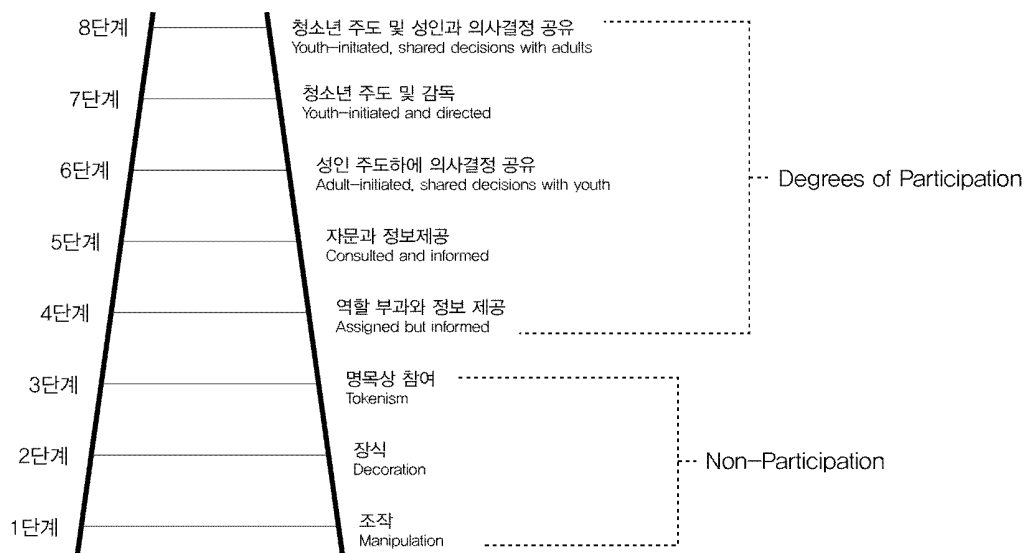 8단계
청소년 주도 및 성인과 의사결정 공유
Youth-initiated, shared decisions with adults
7단계
청소년 주도 및 감독
Youth-initiated and directed
6단계
성인 주도하에 의사결정 공유
Adult-initiated, shared decisions with youth
Degrees of Participation
5단계
자문과 정보제공
Consulted and informed
4단계
역할 부과와 정보 제공
Assigned but informed
3단계
명목상 참여
Tokenism
2단계
장식
Decoration
Non-Participation
1단계
조작
Manipulation